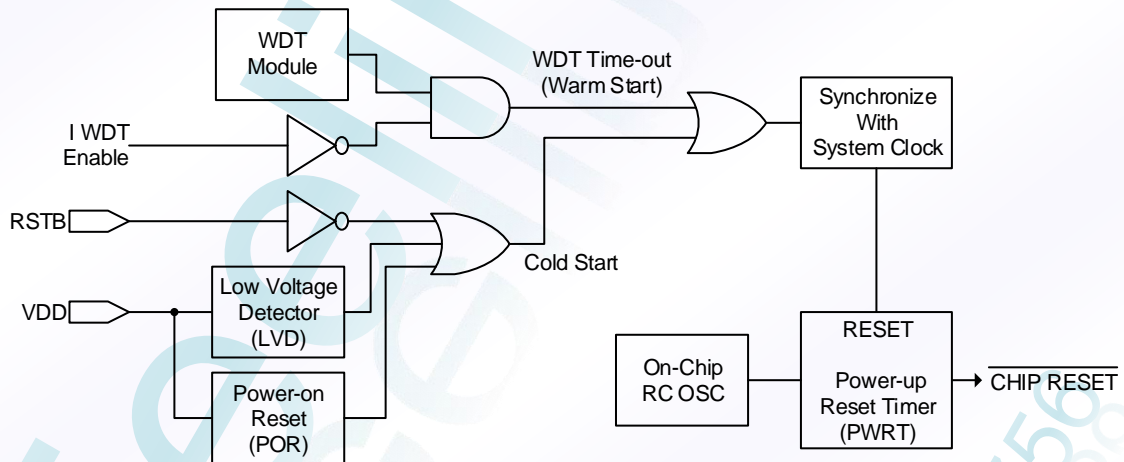 WDT
Module
WDT Time-out
(Warm Start)
Synchronize
With
System Clock
I WDT
Enable
RSTB
Cold Start
VDD
Low Voltage
Detector
(LVD)
RESET
On-Chip
RC OSC
Power-up
Reset Timer
(PWRT)
CHIP RESET
Power-on
Reset
(POR)